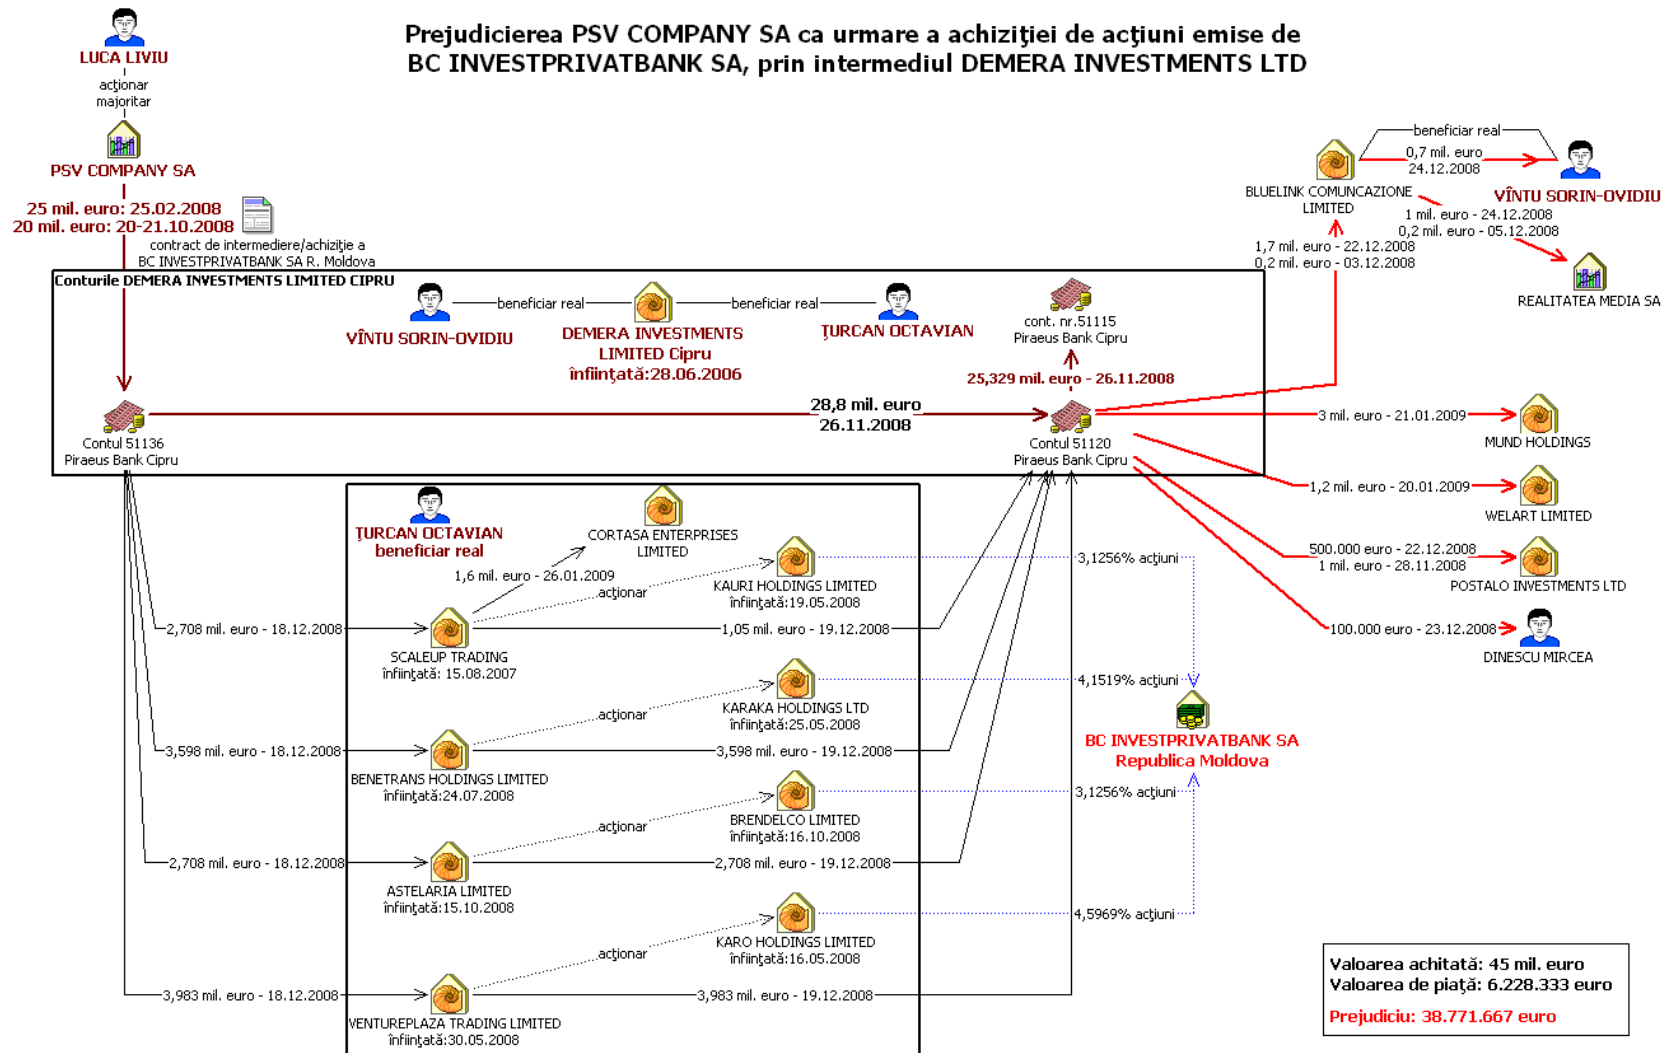 Prejudicierea PSV COMPANY SA ca urmare a achiziţiei de acţiuni emise de
BC INVESTPRIVATBANK SA, prin intermediul DEMERA INVESTMENTS LTD
LUCA LIVIU
acţionar
majoritar
PSV COMPANY SA
25 mil. euro: 25.02.2008
20 mil. euro: 20-21.10.2008
contract de intermediere/achiziţie a
BC INVESTPRIVATBANK SA R. Moldova
beneficiar real
0,7 mil. euro
24.12.2008
BLUELINK COMUNCAZIONE
LIMITED
VÎNTU SORIN-OVIDIU
1 mil. euro - 24.12.2008
0,2 mil. euro - 05.12.2008
1,7 mil. euro - 22.12.2008
0,2 mil. euro - 03.12.2008
REALITATEA MEDIA SA
Conturile DEMERA INVESTMENTS LIMITED CIPRU
VÎNTU SORIN-OVIDIU
beneficiar real
DEMERA INVESTMENTS
LIMITED Cipru
înfiinţată:28.06.2006
beneficiar real
ŢURCAN OCTAVIAN
cont. nr.51115
Piraeus Bank Cipru
25,329 mil. euro - 26.11.2008
28,8 mil. euro
26.11.2008
Contul 51136
Piraeus Bank Cipru
Contul 51120
Piraeus Bank Cipru
3 mil. euro - 21.01.2009
MUND HOLDINGS
1,2 mil. euro - 20.01.2009
WELART LIMITED
500.000 euro - 22.12.2008
1 mil. euro - 28.11.2008
POSTALO INVESTMENTS LTD
100.000 euro - 23.12.2008
DINESCU MIRCEA
ŢURCAN OCTAVIAN
beneficiar real
CORTASA ENTERPRISES
LIMITED
1,6 mil. euro - 26.01.2009
acţionar
KAURI HOLDINGS LIMITED
înfiinţată:19.05.2008
3,1256% acţiuni
2,708 mil. euro - 18.12.2008
1,05 mil. euro - 19.12.2008
SCALEUP TRADING
înfiinţată: 15.08.2007
acţionar
KARAKA HOLDINGS LTD
înfiinţată:25.05.2008
4,1519% acţiuni
3,598 mil. euro - 18.12.2008
3,598 mil. euro - 19.12.2008
BENETRANS HOLDINGS LIMITED
înfiinţată:24.07.2008
BC INVESTPRIVATBANK SA
Republica Moldova
acţionar
BRENDELCO LIMITED
înfiinţată:16.10.2008
3,1256% acţiuni
2,708 mil. euro - 18.12.2008
2,708 mil. euro - 19.12.2008
ASTELARIA LIMITED
înfiinţată:15.10.2008
acţionar
KARO HOLDINGS LIMITED
înfiinţată:16.05.2008
4,5969% acţiuni
3,983 mil. euro - 18.12.2008
3,983 mil. euro - 19.12.2008
VENTUREPLAZA TRADING LIMITED
înfiinţată:30.05.2008
Valoarea achitată: 45 mil. euro
Valoarea de piaţă: 6.228.333 euro
Prejudiciu: 38.771.667 euro